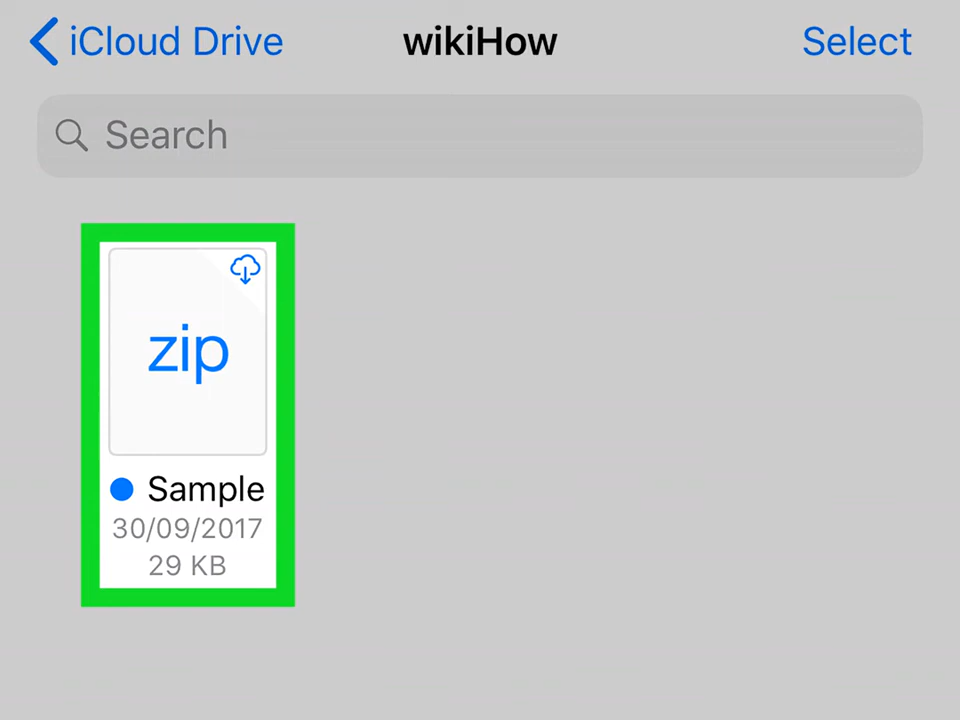 iCloud Drive
wikiHow
Select
Search
zip
Sample
30/09/2017
29 KB